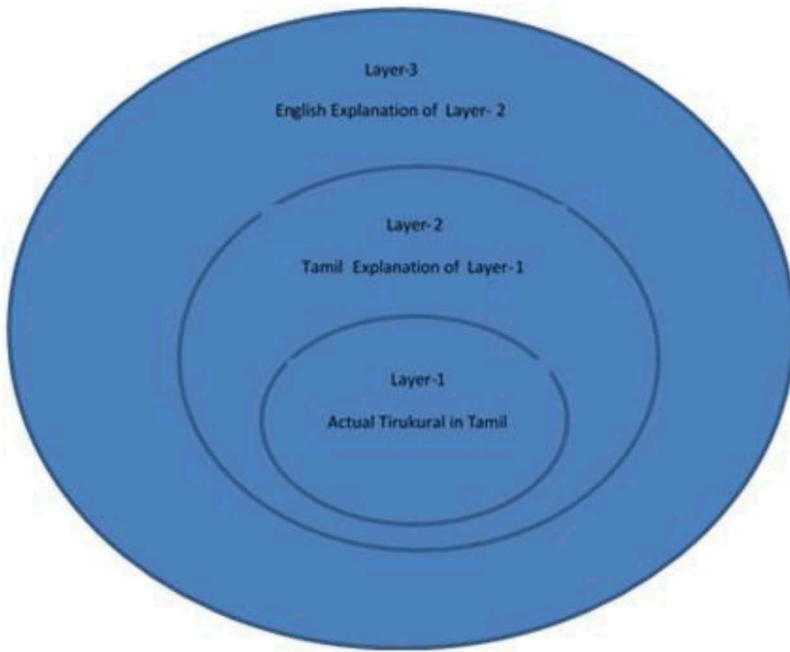 Layer-3
English Explanation of Layer- 2
Layer-2
Tamil Explanation of Layer-1
Layer-1
Actual Tirukural in Tamil